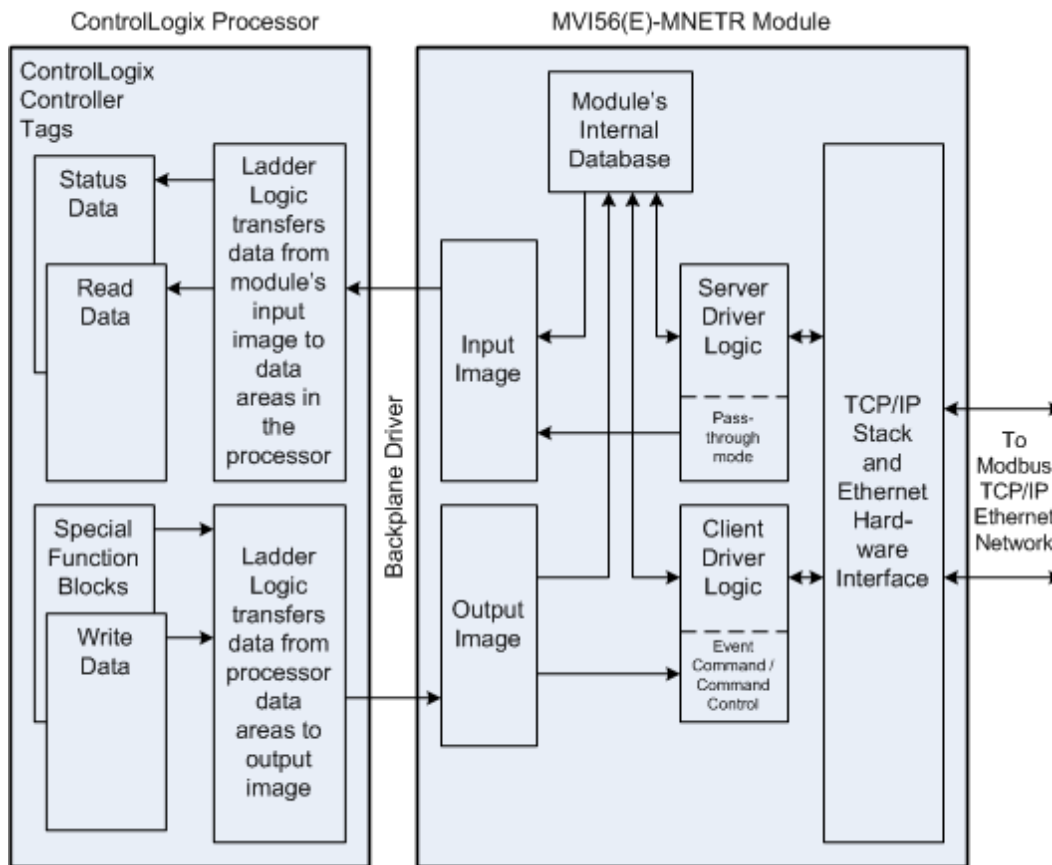 ControlLogix Processor
MVI56(E)-MNETR Module
ControlLogix
Controller
Tags
Status
Data
Read
Data
Ladder
Logic
transfers
data from
module's
input
image to
data
areas in
the
processor
Special
Function
Blocks
Write
Data
Ladder
Logic
transfers
data from
processor
data
areas to
output
image
Backplane Driver
Module's
Internal
Database
Input
Image
Output
Image
Server
Driver
Logic
Pass-
through
mode
Client
Driver
Logic
Event
Command /
Command
Control
TCP/IP
Stack
and
Ethernet
Hard-
ware
Interface
To
Modbus
TCP/IP
Ethernet
Network